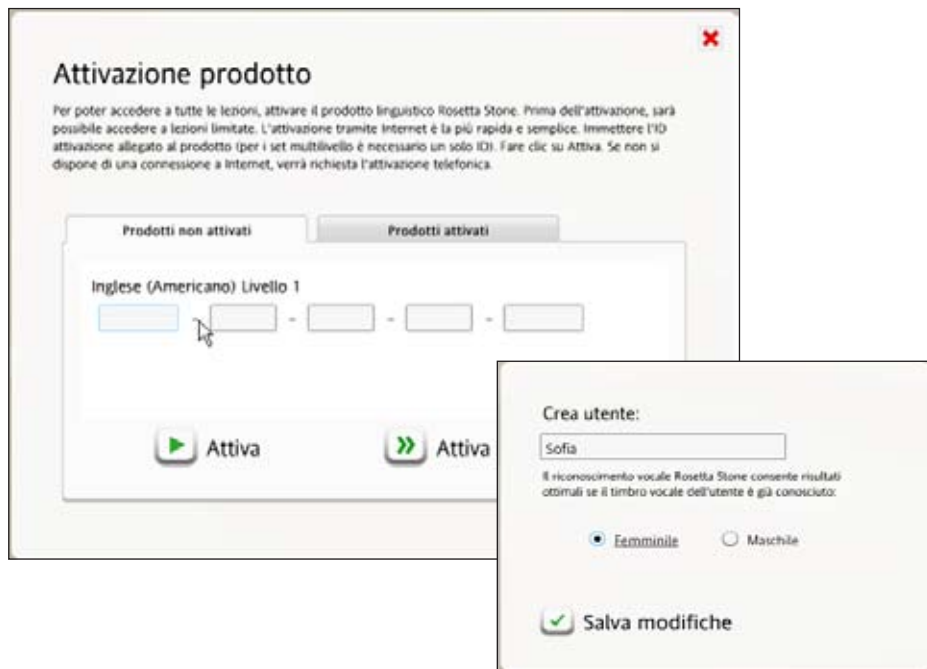 Attivazione prodotto
Per poter accedere a tutte le lezioni, attivare il prodotto linguistico Rosetta Stone. Prima dell'attivazione, sarà
possibile accedere a lezioni limitate. L'attivazione tramite Internet è la più rapida e semplice. Immettere l'ID
attivazione allegato al prodotto (per i set multilivello è necessario un solo ID). Fare clic su Attiva. Se non si
dispone di una connessione a Internet, verrà richiesta l'attivazione telefonica.
Prodotti non attivati Prodotti attivati
Inglese (Americano) Livello 1
- - - -
Attiva Attiva
Crea utente:
Sofia
Il riconoscimento vocale Rosetta Stone consente risultati
ottimali se il timbro vocale dell'utente è già conosciuto:
Femminile Maschile
Salva modifiche